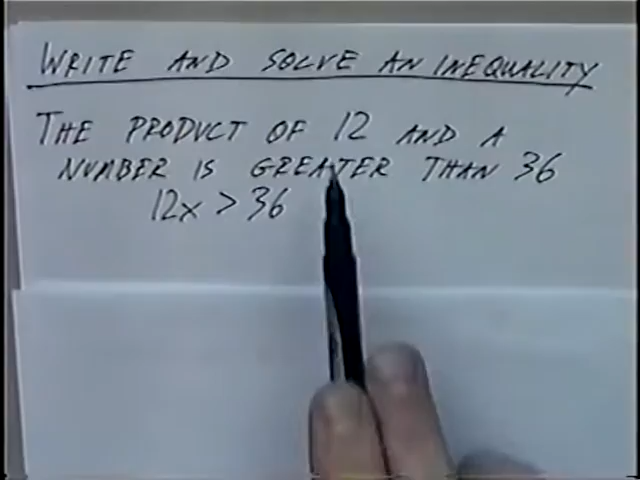 WRITE AND SOLVE AN INEQUALITY
THE PRODUCT OF 12 AND A
NUMBER IS GREATER THAN 36
12x > 36